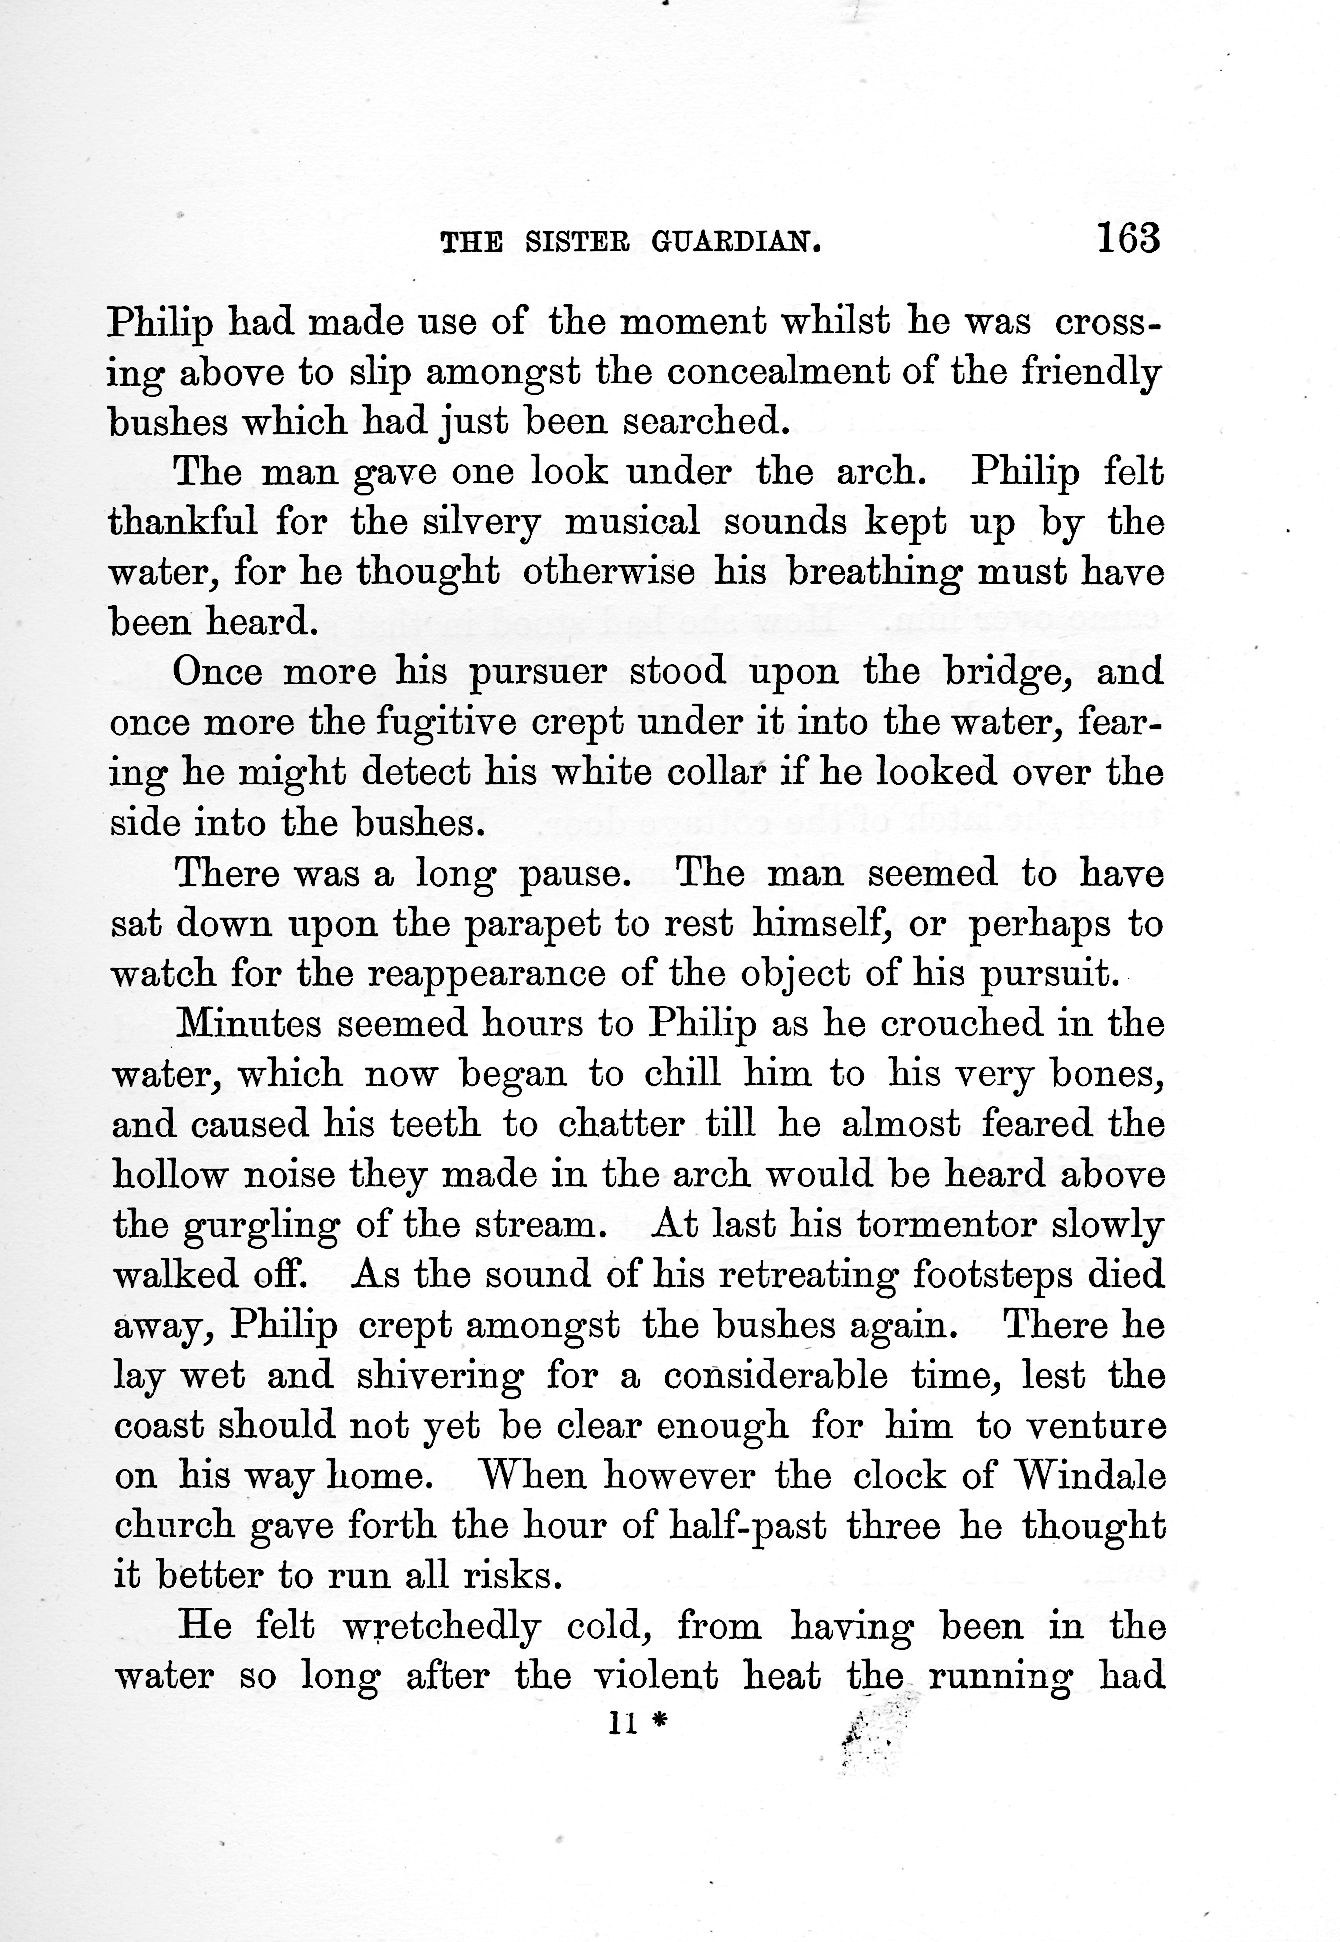 THE SISTER GUARDIAN. 163
Philip had made use of the moment whilst he was cross-
ing above to slip amongst the concealment of the friendly
bushes which had just been searched.
The man gave one look under the arch. Philip felt
thankful for the silvery musical sounds kept up by the
water, for he thought otherwise his breathing must have
been heard.
Once more his pursuer stood upon the bridge, and
once more the fugitive crept under it into the water, fear-
ing he might detect his white collar if he looked over the
side into the bushes.
There was a long pause. The man seemed to have
sat down upon the parapet to rest himself, or perhaps to
watch for the reappearance of the object of his pursuit.
Minutes seemed hours to Philip as he crouched in the
water, which now began to chill him to his very bones,
and caused his teeth to chatter till he almost feared the
hollow noise they made in the arch would be heard above
the gurgling of the stream. At last his tormentor slowly
walked off. As the sound of his retreating footsteps died
away, Philip crept amongst the bushes again. There he
lay wet and shivering for a considerable time, lest the
coast should not yet be clear enough for him to venture
on his way home. When however the clock of Windale
church gave forth the hour of half-past three he thought
it better to run all risks.
He felt wretchedly cold, from having been in the
water so long after the violent heat the running had
11 *